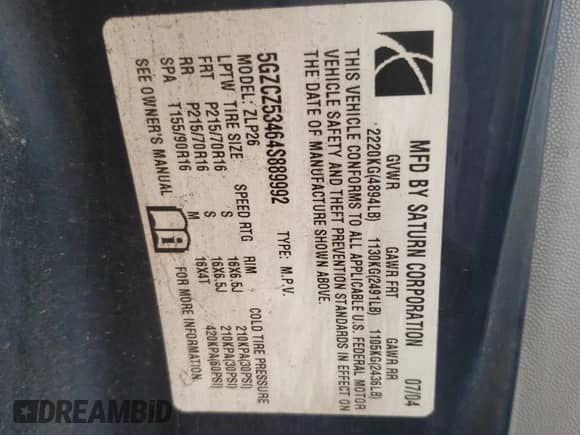 MFD BY SATURN CORPORATION 07/04
GVWR GAWR FRT GAWR RR
2220KG(4894LB) 1130KG(2491LB) 1105KG(2436LB)
THIS VEHICLE CONFORMS TO ALL APPLICABLE U.S. FEDERAL MOTOR
VEHICLE SAFETY AND THEFT PREVENTION STANDARDS IN EFFECT ON
THE DATE OF MANUFACTURE SHOWN ABOVE.
5GZCZ53464S889992 TYPE: M.P.V.
MODEL: ZLP26
LPTW TIRE SIZE SPEED RTG RIM COLD TIRE PRESSURE
FRT P215/70R16 S 16X6.5J 210KPA(30PSI)
RR P215/70R16 S 16X6.5J 210KPA(30PSI)
SPA T155/90R16 M 16X4T 420KPA(60PSI)
SEE OWNER'S MANUAL FOR MORE INFORMATION
DREAMBID